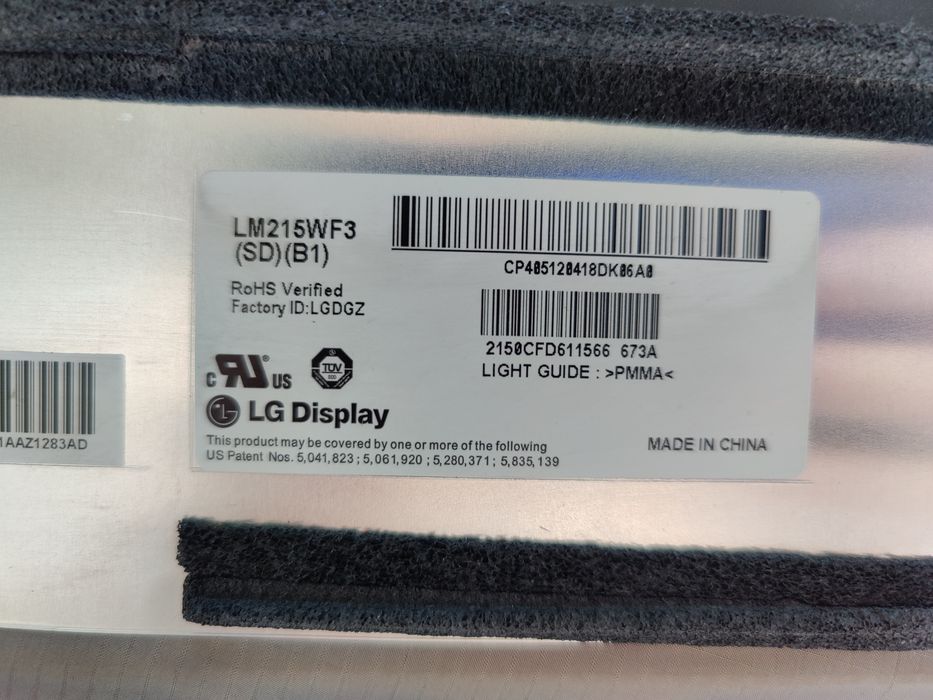 LM215WF3
(SD)(B1)
RoHS Verified
Factory ID:LGDGZ
CP405120418DK06A0
2150CFD611566 673A
LIGHT GUIDE : >PMMA<
c RU ® US
TÜV
LG Display
This product may be covered by one or more of the following
US Patent Nos. 5,041,823 ; 5,061,920 ; 5,280,371 ; 5,835,139
MADE IN CHINA
1AAZ1283AD